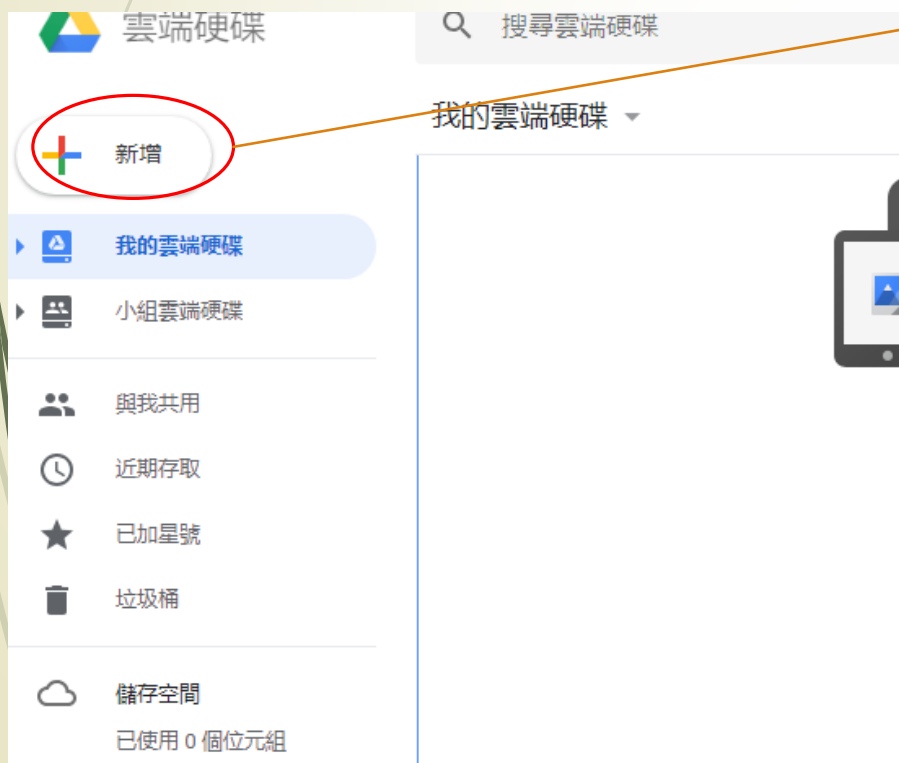 雲端硬碟
搜尋雲端硬碟
我的雲端硬碟
新增
我的雲端硬碟
小組雲端硬碟
與我共用
近期存取
已加星號
垃圾桶
儲存空間
已使用 0 個位元組